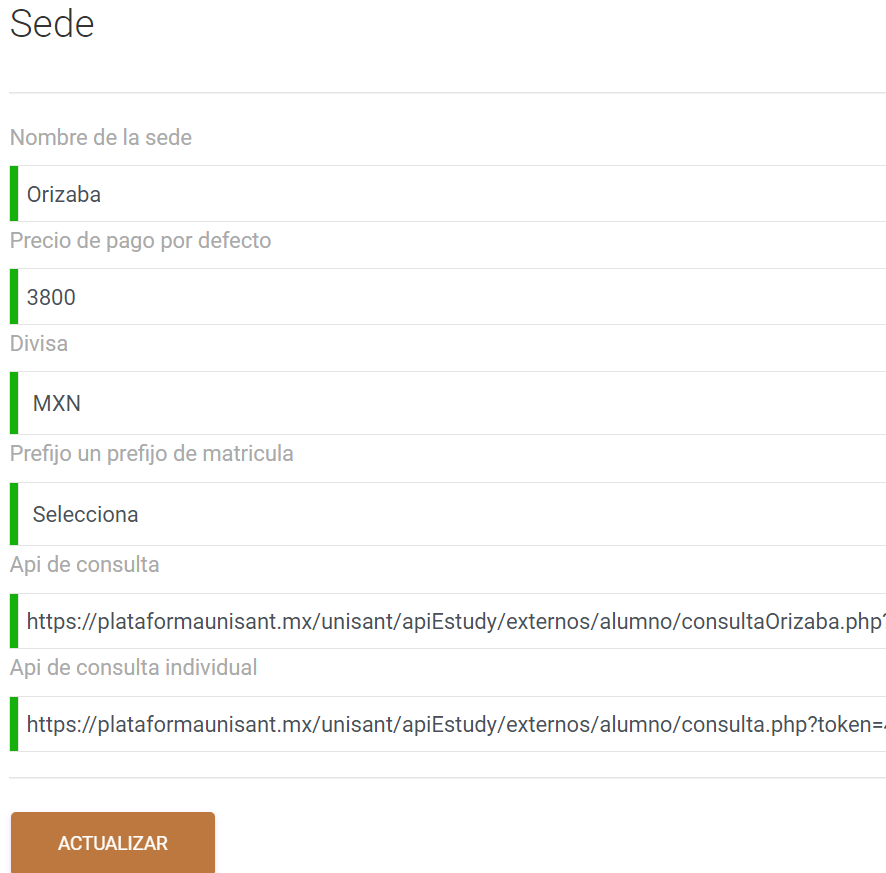 Sede
Nombre de la sede
Orizaba
Precio de pago por defecto
3800
Divisa
MXN
Prefijo un prefijo de matricula
Selecciona
Api de consulta
https://plataformaunisant.mx/unisant/apiEstudy/externos/alumno/consultaOrizaba.php?
Api de consulta individual
https://plataformaunisant.mx/unisant/apiEstudy/externos/alumno/consulta.php?token=
ACTUALIZAR